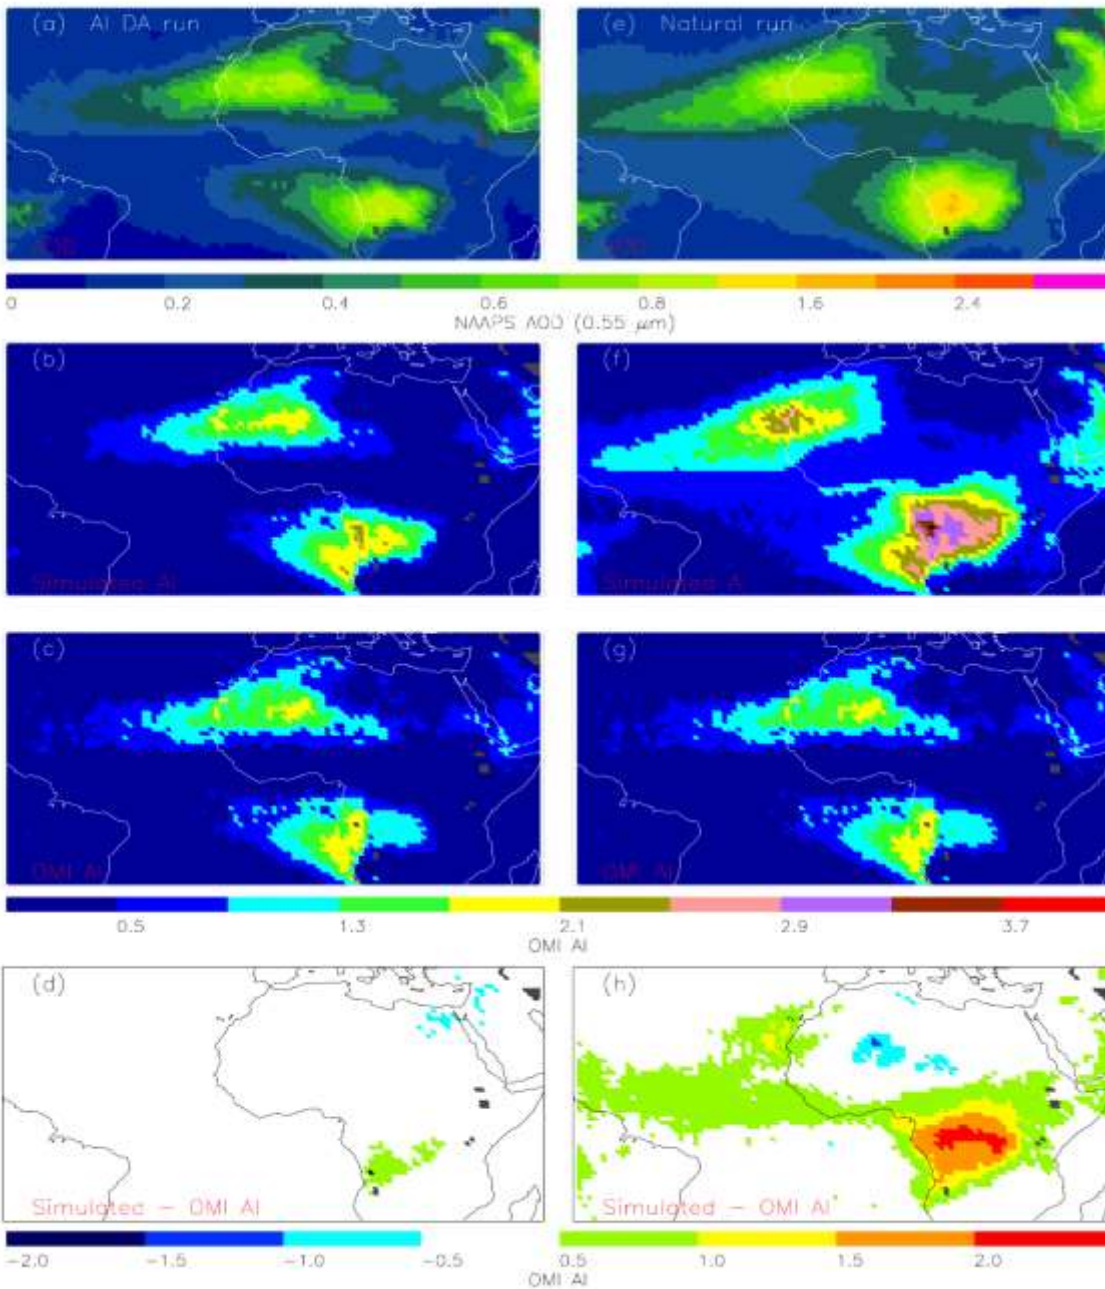 (a) AI DA run
(e) Natural run
AOD
0 0.2 0.4 0.6 0.8 1.6 2.4
NAAPS AOD (0.55 μm)
(b)
(f)
Simulated AI
Simulated AI
(c)
(g)
OMI AI
OMI AI
0.5 1.3 2.1 2.9 3.7
OMI AI
(d)
(h)
Simulated − OMI AI
Simulated − OMI AI
−2.0 −1.5 −1.0 −0.5 0.5 1.0 1.5 2.0
OMI AI